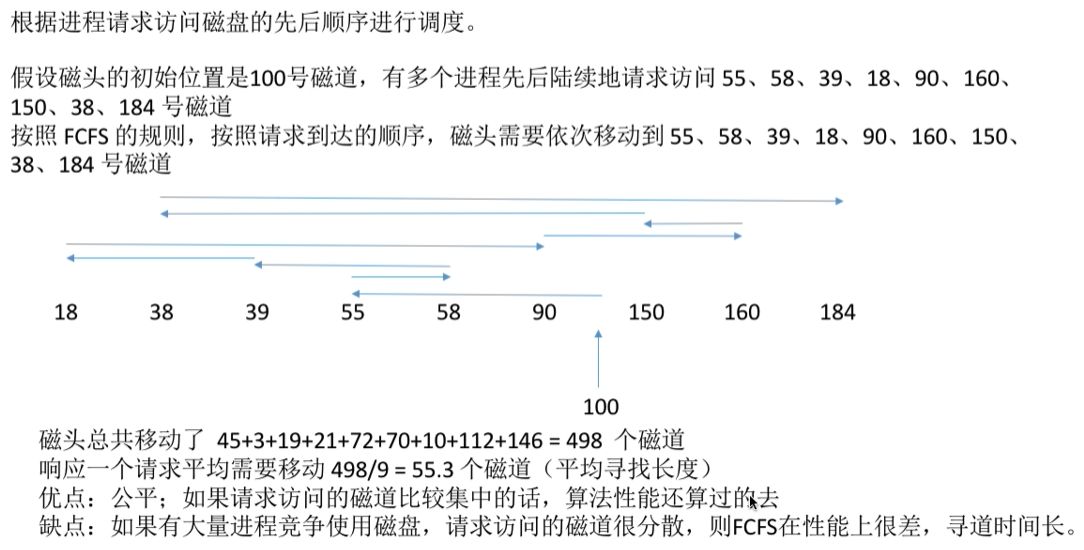 根据进程请求访问磁盘的先后顺序进行调度。
假设磁头的初始位置是100号磁道，有多个进程先后陆续地请求访问 55、58、39、18、90、160、
150、38、184 号磁道
按照 FCFS 的规则，按照请求到达的顺序，磁头需要依次移动到 55、58、39、18、90、160、150、
38、184 号磁道
18 38 39 55 58 90 150 160 184
100
磁头总共移动了 45+3+19+21+72+70+10+112+146 = 498 个磁道
响应一个请求平均需要移动 498/9 = 55.3 个磁道（平均寻找长度）
优点：公平；如果请求访问的磁道比较集中的话，算法性能还算过的去
缺点：如果有大量进程竞争使用磁盘，请求访问的磁道很分散，则FCFS在性能上很差，寻道时间长。